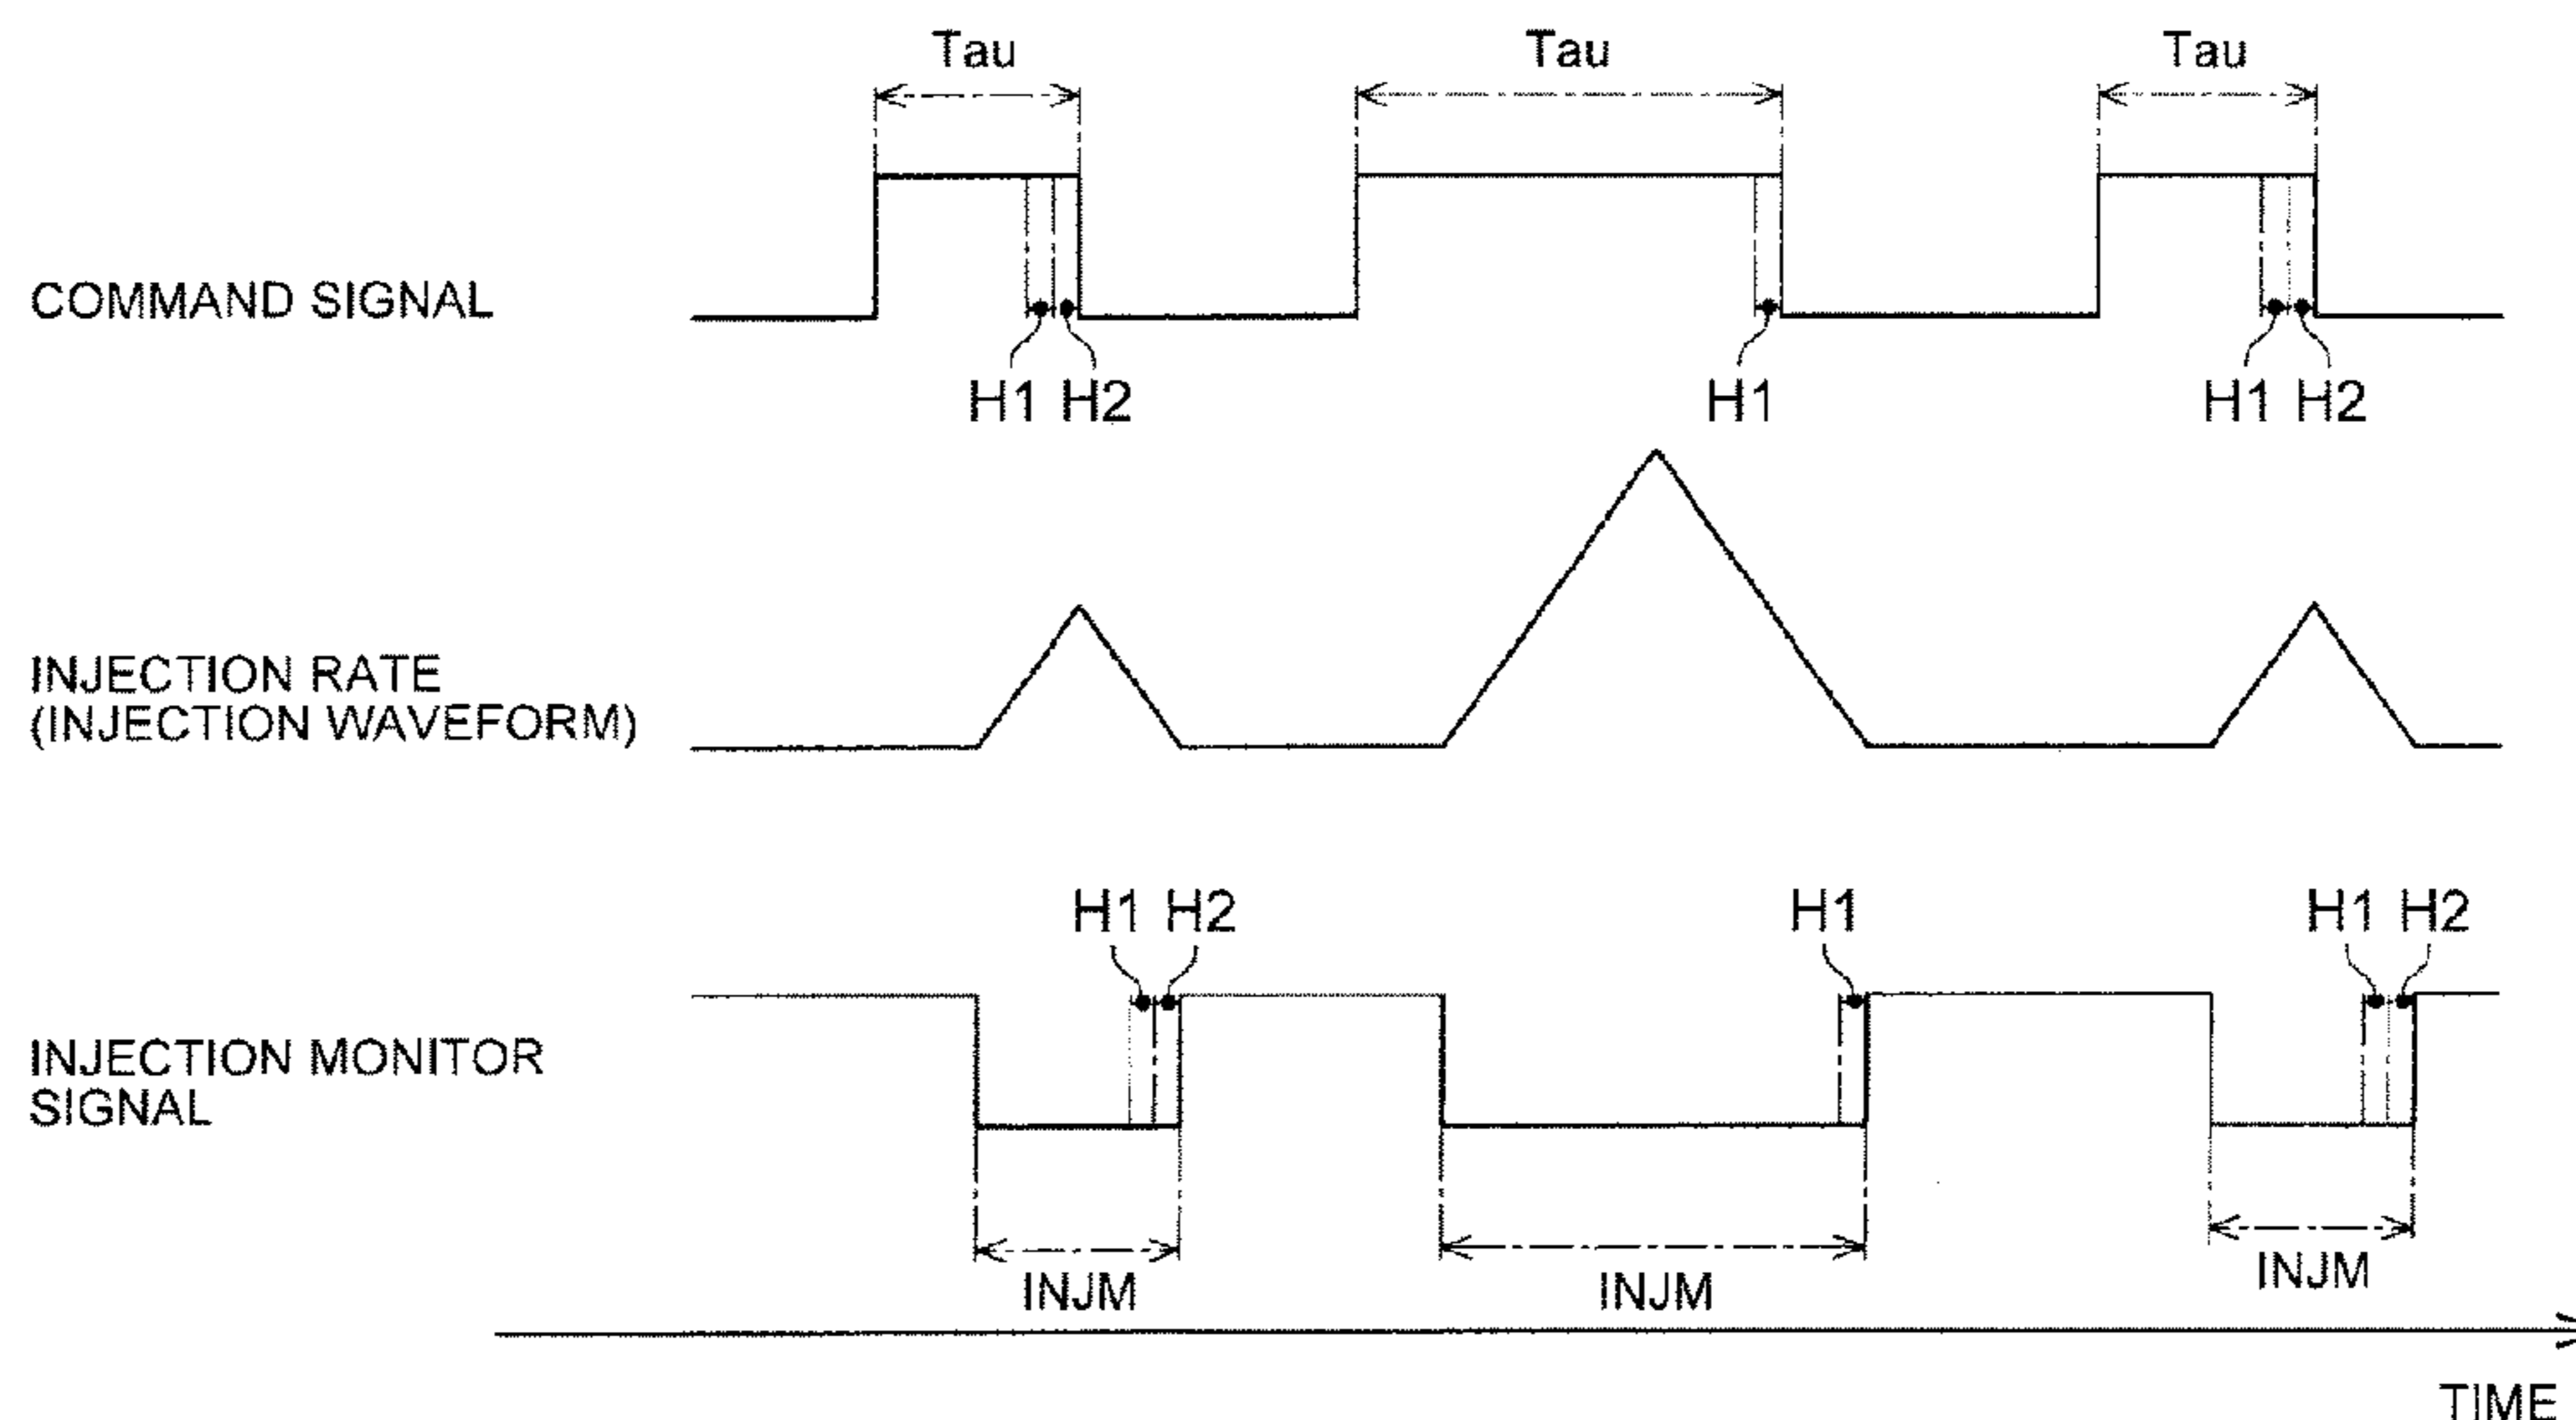 Tau Tau Tau
COMMAND SIGNAL
H1 H2 H1 H1 H2
INJECTION RATE
(INJECTION WAVEFORM)
H1 H2 H1 H1 H2
INJECTION MONITOR
SIGNAL
INJM INJM INJM
TIME